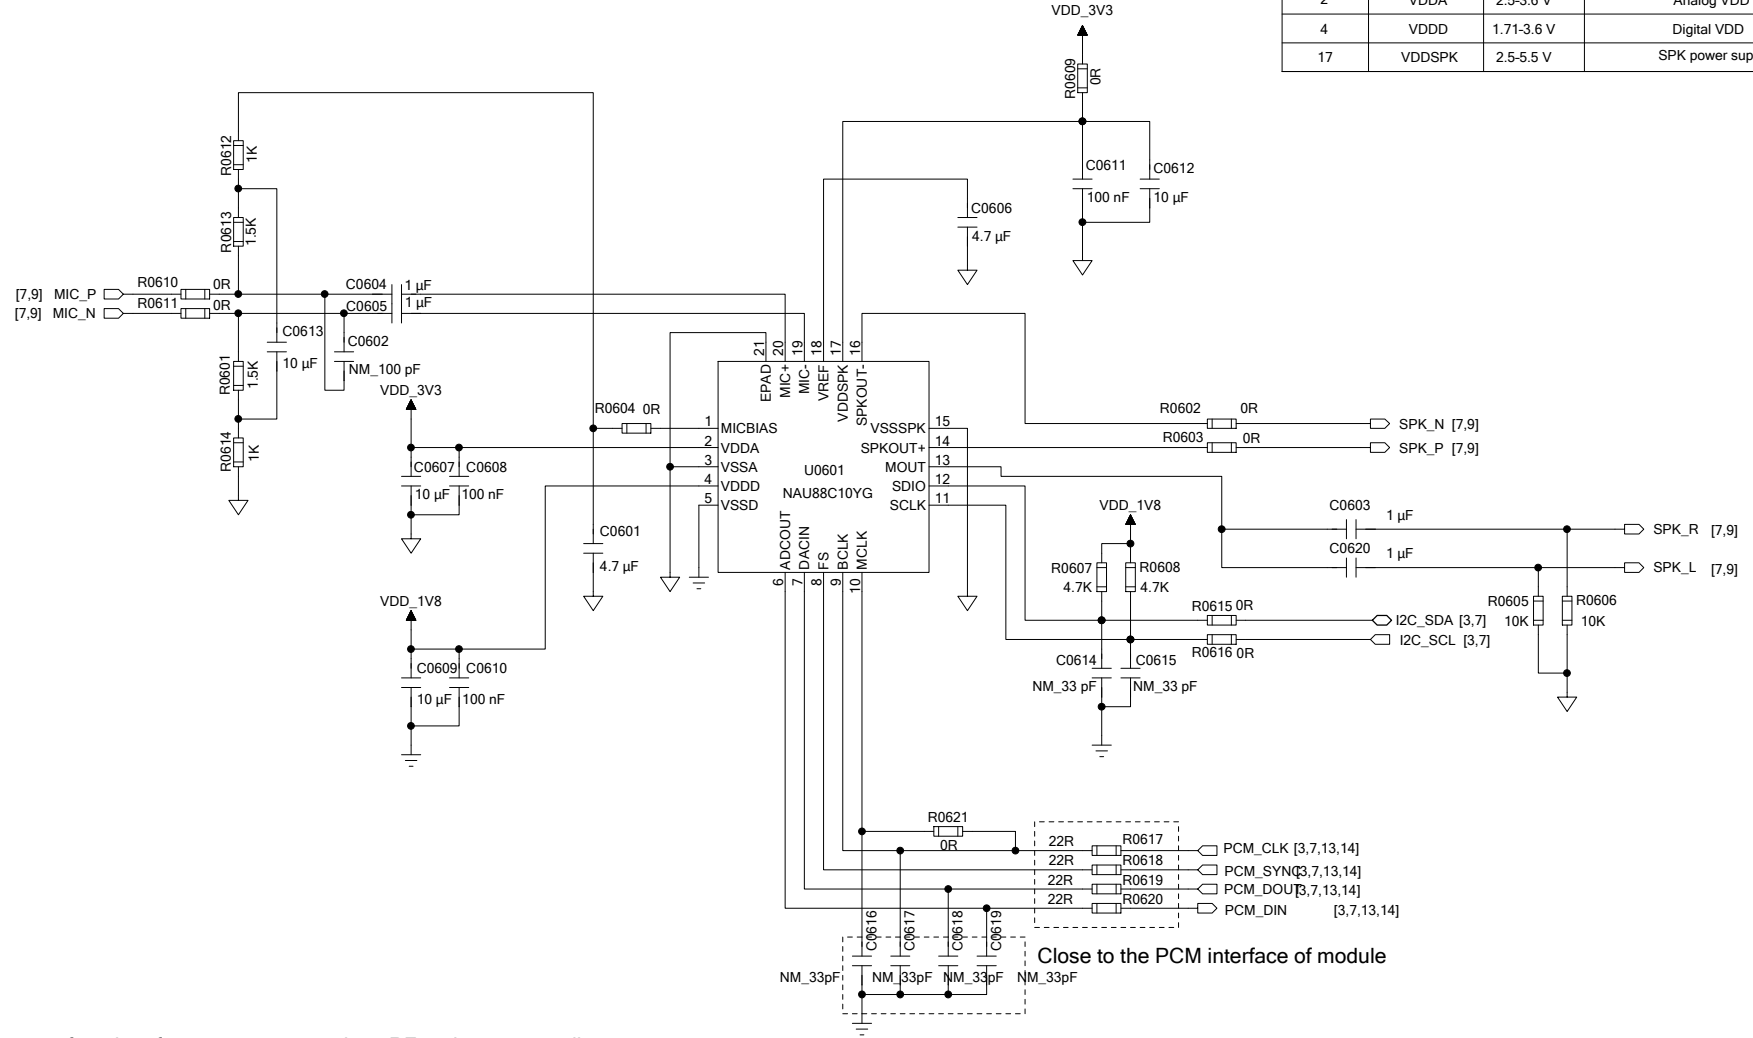 VDD_3V3
2 VDDA 2.5-3.6 V Analog VDD
4 VDDD 1.71-3.6 V Digital VDD
17 VDDSPK 2.5-5.5 V SPK power sup
R0609
0R
R0612
1K
C0611
100 nF
C0612
10 µF
R0613
1.5K
C0606
4.7 µF
[7,9] MIC_P
R0610
0R
C0604
1 µF
[7,9] MIC_N
R0611
0R
C0605
1 µF
C0613
10 µF
C0602
NM_100 pF
R0601
1.5K
R0614
1K
VDD_3V3
C0607
10 µF
C0608
100 nF
R0604 0R
21 20 19 18 17 16
EPAD
MIC+
MIC-
VREF
VDDSPK
SPKOUT-
1 MICBIAS
2 VDDA
3 VSSA
4 VDDD
5 VSSD
U0601
NAU88C10YG
VSSSPK 15
SPKOUT+ 14
MOUT 13
SDIO 12
SCLK 11
ADCOUT
DACIN
FS
BCLK
MCLK
6 7 8 9 10
R0602 0R
SPK_N [7,9]
R0603 0R
SPK_P [7,9]
C0601
4.7 µF
VDD_1V8
R0607
4.7K
R0608
4.7K
C0603
1 µF
SPK_R [7,9]
C0620
1 µF
SPK_L [7,9]
R0605
10K
R0606
10K
R0615 0R
I2C_SDA [3,7]
I2C_SCL [3,7]
R0616 0R
C0614
NM_33 pF
C0615
NM_33 pF
VDD_1V8
C0609
10 µF
C0610
100 nF
R0621
0R
22R R0617
PCM_CLK [3,7,13,14]
22R R0618
PCM_SYNC [3,7,13,14]
22R R0619
PCM_DOUT [3,7,13,14]
22R R0620
PCM_DIN [3,7,13,14]
C0616
C0617
C0618
C0619
NM_33pF NM_33pF NM_33pF NM_33pF
Close to the PCM interface of module